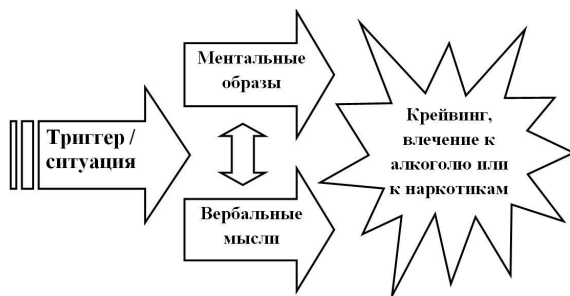 Триггер /
ситуация
Ментальные
образы
Вербальные
мысли
Крейвинг,
влечение к
алкоголю или
к наркотикам